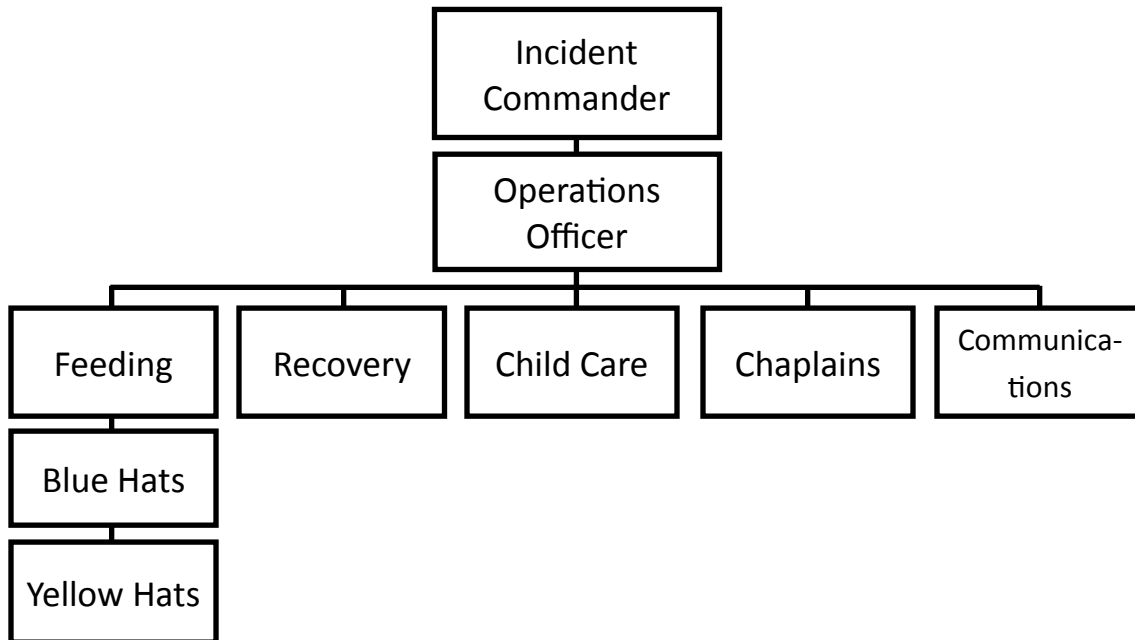 Incident
Commander
Operations
Officer
Feeding
Recovery
Child Care
Chaplains
Communica-
tions
Blue Hats
Yellow Hats